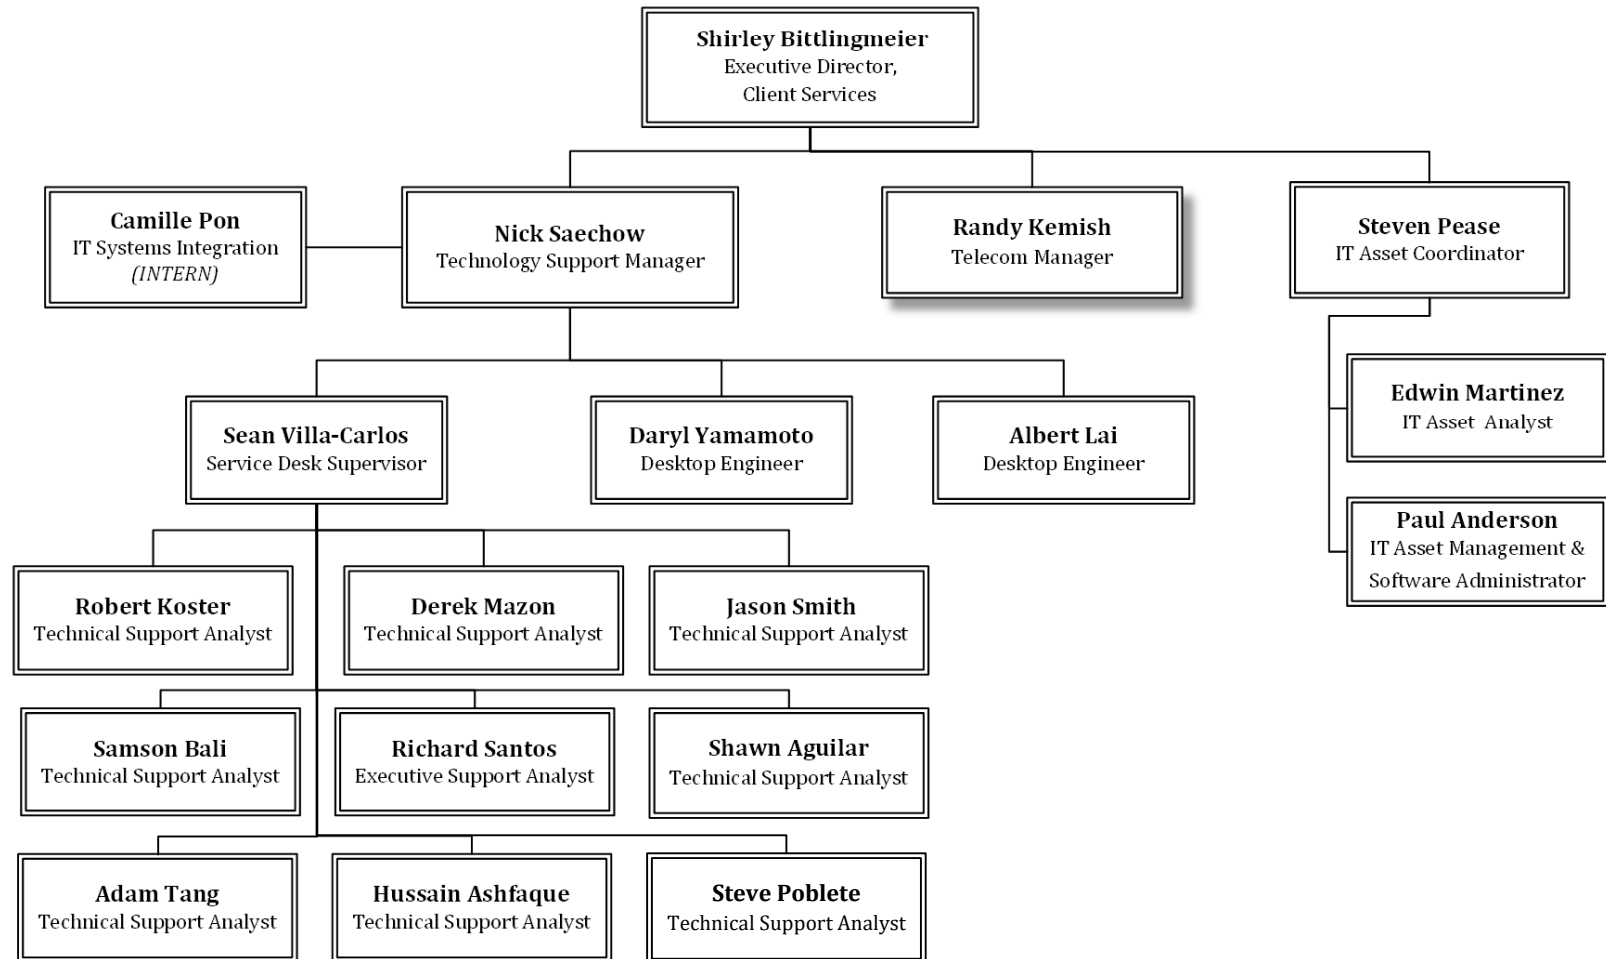 Shirley Bittlingmeier
Executive Director,
Client Services
Camille Pon
IT Systems Integration
(INTERN)
Nick Saechow
Technology Support Manager
Randy Kemish
Telecom Manager
Steven Pease
IT Asset Coordinator
Edwin Martinez
IT Asset Analyst
Paul Anderson
IT Asset Management &
Software Administrator
Sean Villa-Carlos
Service Desk Supervisor
Daryl Yamamoto
Desktop Engineer
Albert Lai
Desktop Engineer
Robert Koster
Technical Support Analyst
Derek Mazon
Technical Support Analyst
Jason Smith
Technical Support Analyst
Samson Bali
Technical Support Analyst
Richard Santos
Executive Support Analyst
Shawn Aguilar
Technical Support Analyst
Adam Tang
Technical Support Analyst
Hussain Ashfaque
Technical Support Analyst
Steve Poblete
Technical Support Analyst